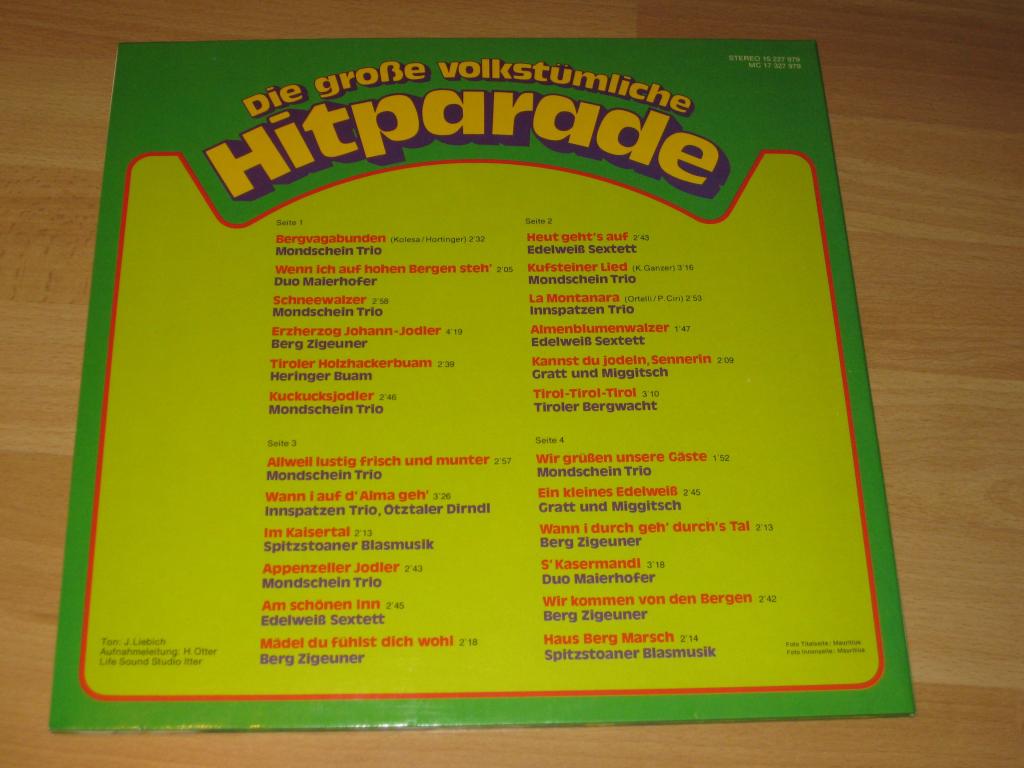 Die große volkstümliche
Hitparade
STEREO 15 227 979
MC 17 327 979
Seite 1
Bergvagabunden (Kolesa/Hortinger) 2'32
Mondschein Trio
Wenn ich auf hohen Bergen steh' 2'05
Duo Maierhofer
Schneewalzer 2'58
Mondschein Trio
Erzherzog Johann-Jodler 4'19
Berg Zigeuner
Tiroler Holzhackerbuam 2'39
Heringer Buam
Kuckucksjodler 2'46
Mondschein Trio
Seite 2
Heut geht's auf 2'43
Edelweiß Sextett
Kufsteiner Lied (K. Ganzer) 3'16
Mondschein Trio
La Montanara (Ortelli/P. Ciri) 2'53
Innspatzen Trio
Almenblumenwalzer 1'47
Edelweiß Sextett
Kannst du jodeln, Sennerin 2'09
Gratt und Miggitsch
Tirol-Tirol-Tirol 3'10
Tiroler Bergwacht
Seite 3
Allweil lustig frisch und munter 2'57
Mondschein Trio
Wann i auf d'Alma geh' 3'26
Innspatzen Trio, Ötztaler Dirndl
Im Kaisertal 2'13
Spitzstoaner Blasmusik
Appenzeller Jodler 2'43
Mondschein Trio
Am schönen Inn 2'45
Edelweiß Sextett
Mädel du fühlst dich wohl 2'18
Berg Zigeuner
Seite 4
Wir grüßen unsere Gäste 1'52
Mondschein Trio
Ein kleines Edelweiß 2'45
Gratt und Miggitsch
Wann i durch geh' durch's Tal 2'13
Berg Zigeuner
S'Kasermandl 3'18
Duo Maierhofer
Wir kommen von den Bergen 2'42
Berg Zigeuner
Haus Berg Marsch 2'14
Spitzstoaner Blasmusik
Ton: J. Liebich
Aufnahmeleitung: H. Otter
Life Sound Studio Itter
Foto Titelseite: Mauritius
Foto Innenseite: Mauritius